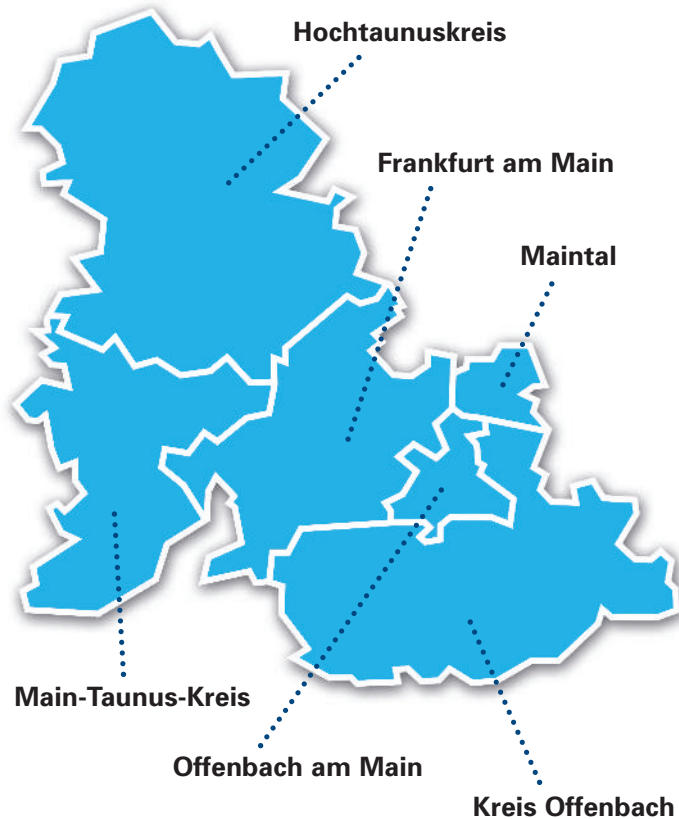 Hochtaunuskreis
Frankfurt am Main
Maintal
Main-Taunus-Kreis
Offenbach am Main
Kreis Offenbach